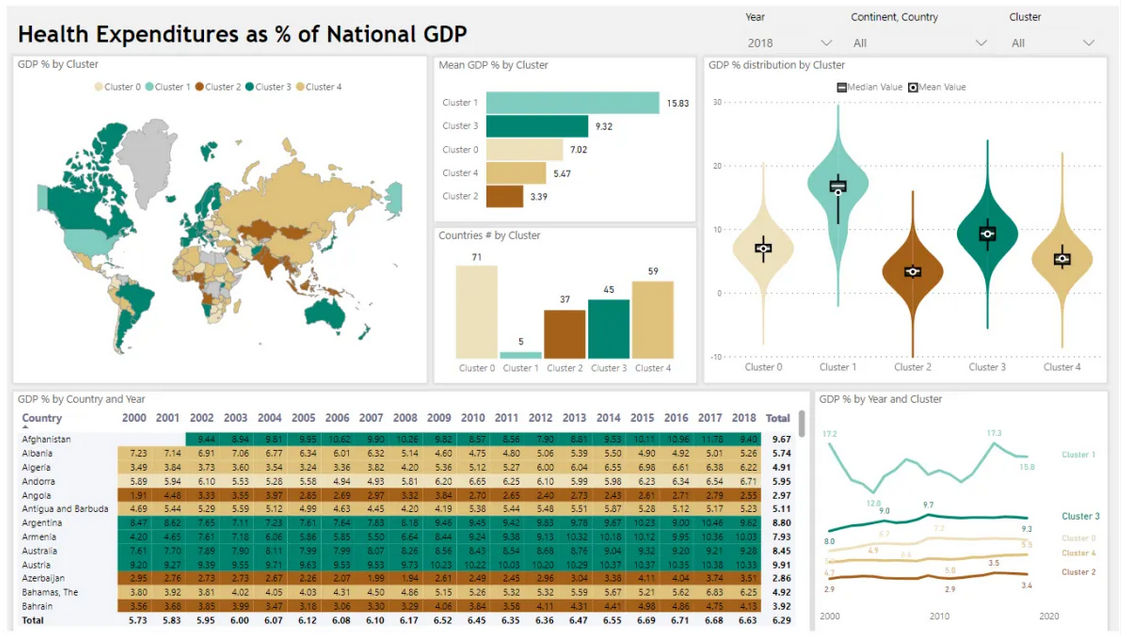 Health Expenditures as % of National GDP
Year
Continent, Country
Cluster
2018
All
All
GDP % by Cluster
Cluster 0 Cluster 1 Cluster 2 Cluster 3 Cluster 4
Mean GDP % by Cluster
Cluster 1 15.83
Cluster 3 9.32
Cluster 0 7.02
Cluster 4 5.47
Cluster 2 3.39
Countries # by Cluster
71 5 37 45 59
Cluster 0 Cluster 1 Cluster 2 Cluster 3 Cluster 4
GDP % distribution by Cluster
Median Value Mean Value
30
20
10
0
-10
Cluster 0 Cluster 1 Cluster 2 Cluster 3 Cluster 4
GDP % by Country and Year
Country 2000 2001 2002 2003 2004 2005 2006 2007 2008 2009 2010 2011 2012 2013 2014 2015 2016 2017 2018 Total
Afghanistan 9.44 8.94 9.81 9.95 10.62 9.90 10.26 9.82 8.57 8.56 7.90 8.81 9.53 10.11 10.96 11.78 9.40 9.67
Albania 7.23 7.14 6.91 7.06 6.77 6.34 6.01 6.32 5.14 4.60 4.75 4.80 5.06 5.39 5.50 4.90 4.92 5.01 5.26 5.74
Algeria 3.49 3.84 3.73 3.60 3.54 3.24 3.36 3.82 4.20 5.36 5.12 5.27 6.00 6.04 6.55 6.98 6.61 6.38 6.22 4.91
Andorra 5.89 5.94 6.10 5.53 5.28 5.58 4.94 4.93 5.81 6.20 6.65 6.25 6.10 5.99 5.98 6.23 6.34 6.54 6.71 5.95
Angola 1.91 4.48 3.33 3.55 3.97 2.85 2.69 2.97 3.32 3.84 2.70 2.65 2.40 2.73 2.43 2.61 2.71 2.79 2.55 2.97
Antigua and Barbuda 4.69 5.44 5.29 5.59 5.12 4.99 4.63 4.45 4.20 4.19 5.38 5.44 5.48 5.51 5.87 5.28 5.12 5.17 5.23 5.11
Argentina 8.47 8.62 7.65 7.11 7.23 7.61 7.64 7.83 8.18 9.46 9.45 9.42 9.83 9.78 9.67 10.23 9.00 10.46 9.62 8.80
Armenia 4.20 4.65 7.61 7.18 6.06 5.86 5.85 5.50 6.64 8.44 9.24 9.38 9.13 10.32 10.18 10.12 9.95 10.36 10.03 7.93
Australia 7.61 7.70 7.89 7.90 8.11 7.99 7.99 8.07 8.26 8.56 8.43 8.54 8.68 8.76 9.04 9.32 9.20 9.21 9.28 8.45
Austria 9.20 9.27 9.39 9.55 9.71 9.63 9.53 9.53 9.73 10.23 10.22 10.03 10.20 10.29 10.37 10.37 10.35 10.38 10.33 9.91
Azerbaijan 2.95 2.76 2.73 2.73 2.67 2.26 2.07 1.99 1.94 2.61 2.49 2.45 2.96 3.04 3.38 4.11 4.04 3.74 3.51 2.86
Bahamas, The 3.80 3.92 3.81 4.02 4.05 4.03 4.31 4.50 4.86 5.15 5.26 5.32 5.32 5.59 5.67 5.21 5.62 6.83 6.25 4.92
Bahrain 3.56 3.68 3.85 3.99 3.47 3.18 3.06 3.30 3.29 4.06 3.84 3.58 4.11 4.31 4.41 4.98 4.86 4.75 4.13 3.92
Total 5.73 5.83 5.95 6.00 6.07 6.12 6.08 6.10 6.17 6.52 6.45 6.35 6.36 6.47 6.55 6.69 6.71 6.68 6.63 6.29
GDP % by Year and Cluster
17.2
17.3
Cluster 1
15.8
12.0
9.0
9.7
Cluster 3
9.3
8.0
7.2
Cluster 0
5.5
4.9
6.6
Cluster 4
4.7
5.0
3.5
Cluster 2
2.9
2.9
3.4
2000 2010 2020